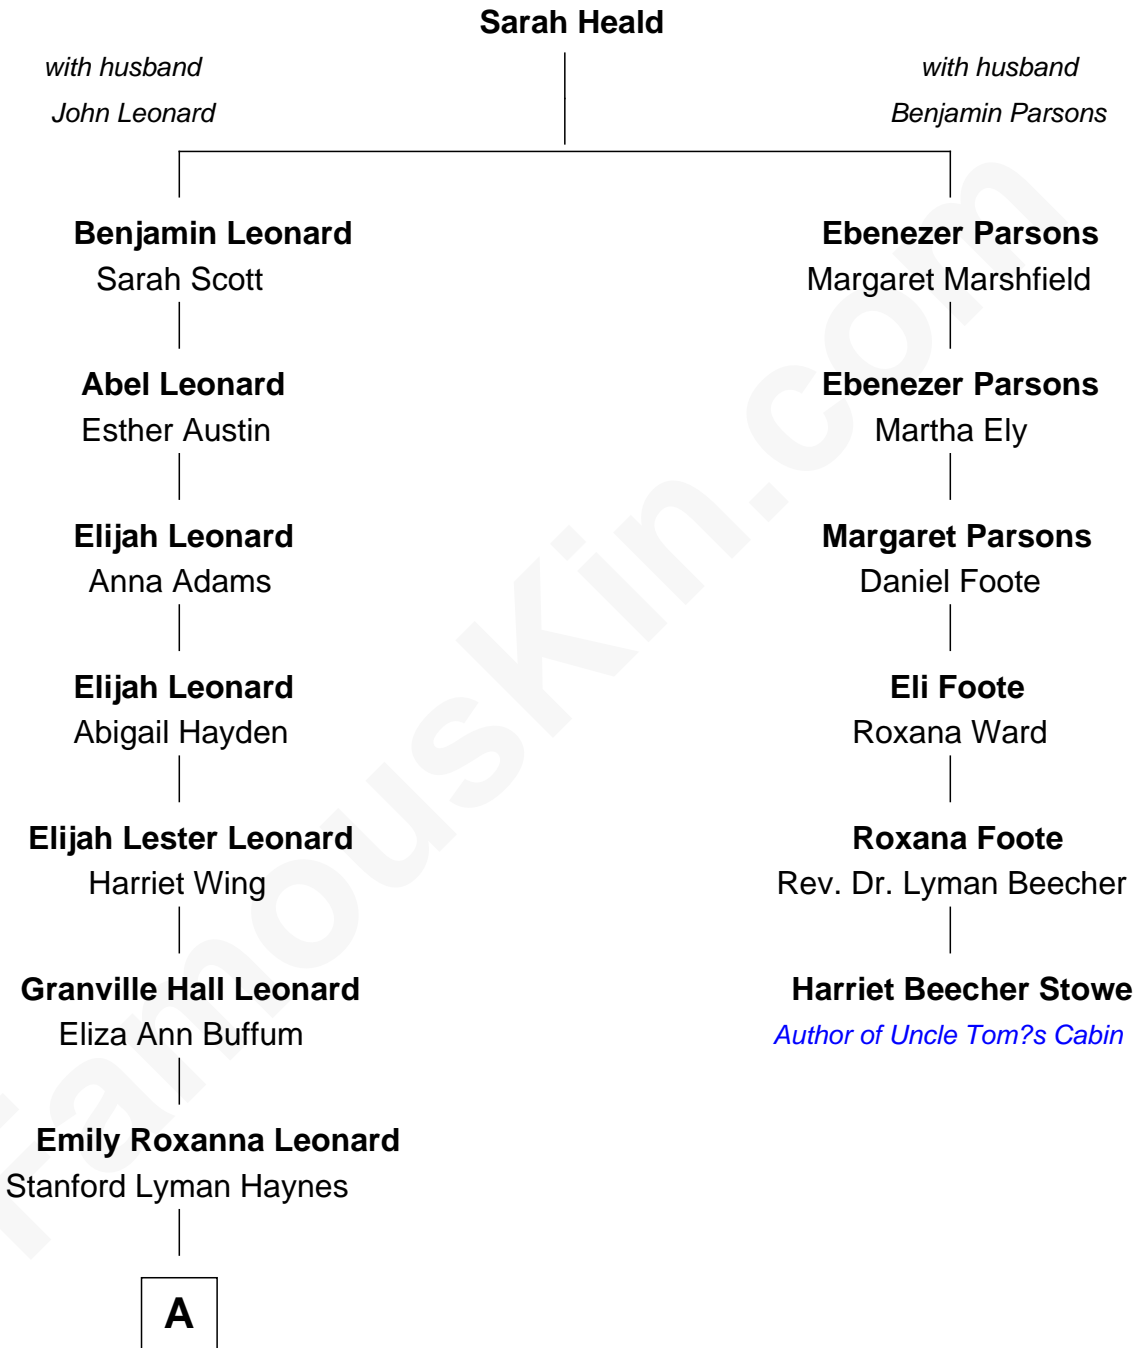 Sarah Heald
with husband
John Leonard
with husband
Benjamin Parsons
Benjamin Leonard
Sarah Scott
Ebenezer Parsons
Margaret Marshfield
Abel Leonard
Esther Austin
Ebenezer Parsons
Martha Ely
Elijah Leonard
Anna Adams
Margaret Parsons
Daniel Foote
Elijah Leonard
Abigail Hayden
Eli Foote
Roxana Ward
Elijah Lester Leonard
Harriet Wing
Roxana Foote
Rev. Dr. Lyman Beecher
Granville Hall Leonard
Eliza Ann Buffum
Harriet Beecher Stowe
Author of Uncle Tom?s Cabin
Emily Roxanna Leonard
Stanford Lyman Haynes
A
FamousKin.com